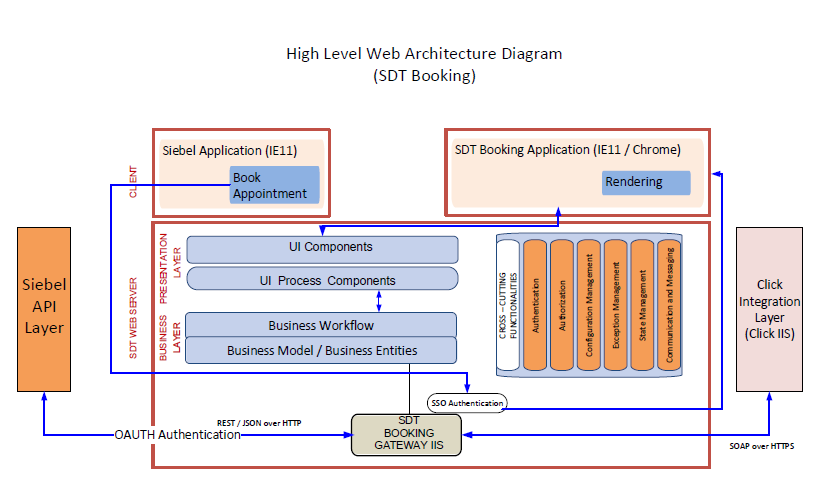 High Level Web Architecture Diagram
(SDT Booking)
CLIENT
Siebel Application (IE11)
Book
Appointment
SDT Booking Application (IE11 / Chrome)
Rendering
Siebel
API
Layer
SDT WEB SERVER
PRESENTATION
LAYER
UI Components
UI Process Components
BUSINESS
LAYER
Business Workflow
Business Model / Business Entities
CROSS – CUTTING
FUNCTIONALITIES
Authentication
Authorization
Configuration Management
Exception Management
State Management
Communication and Messaging
Click
Integration
Layer
(Click IIS)
SSO Authentication
REST / JSON over HTTP
OAUTH Authentication
SDT
BOOKING
GATEWAY IIS
SOAP over HTTPS